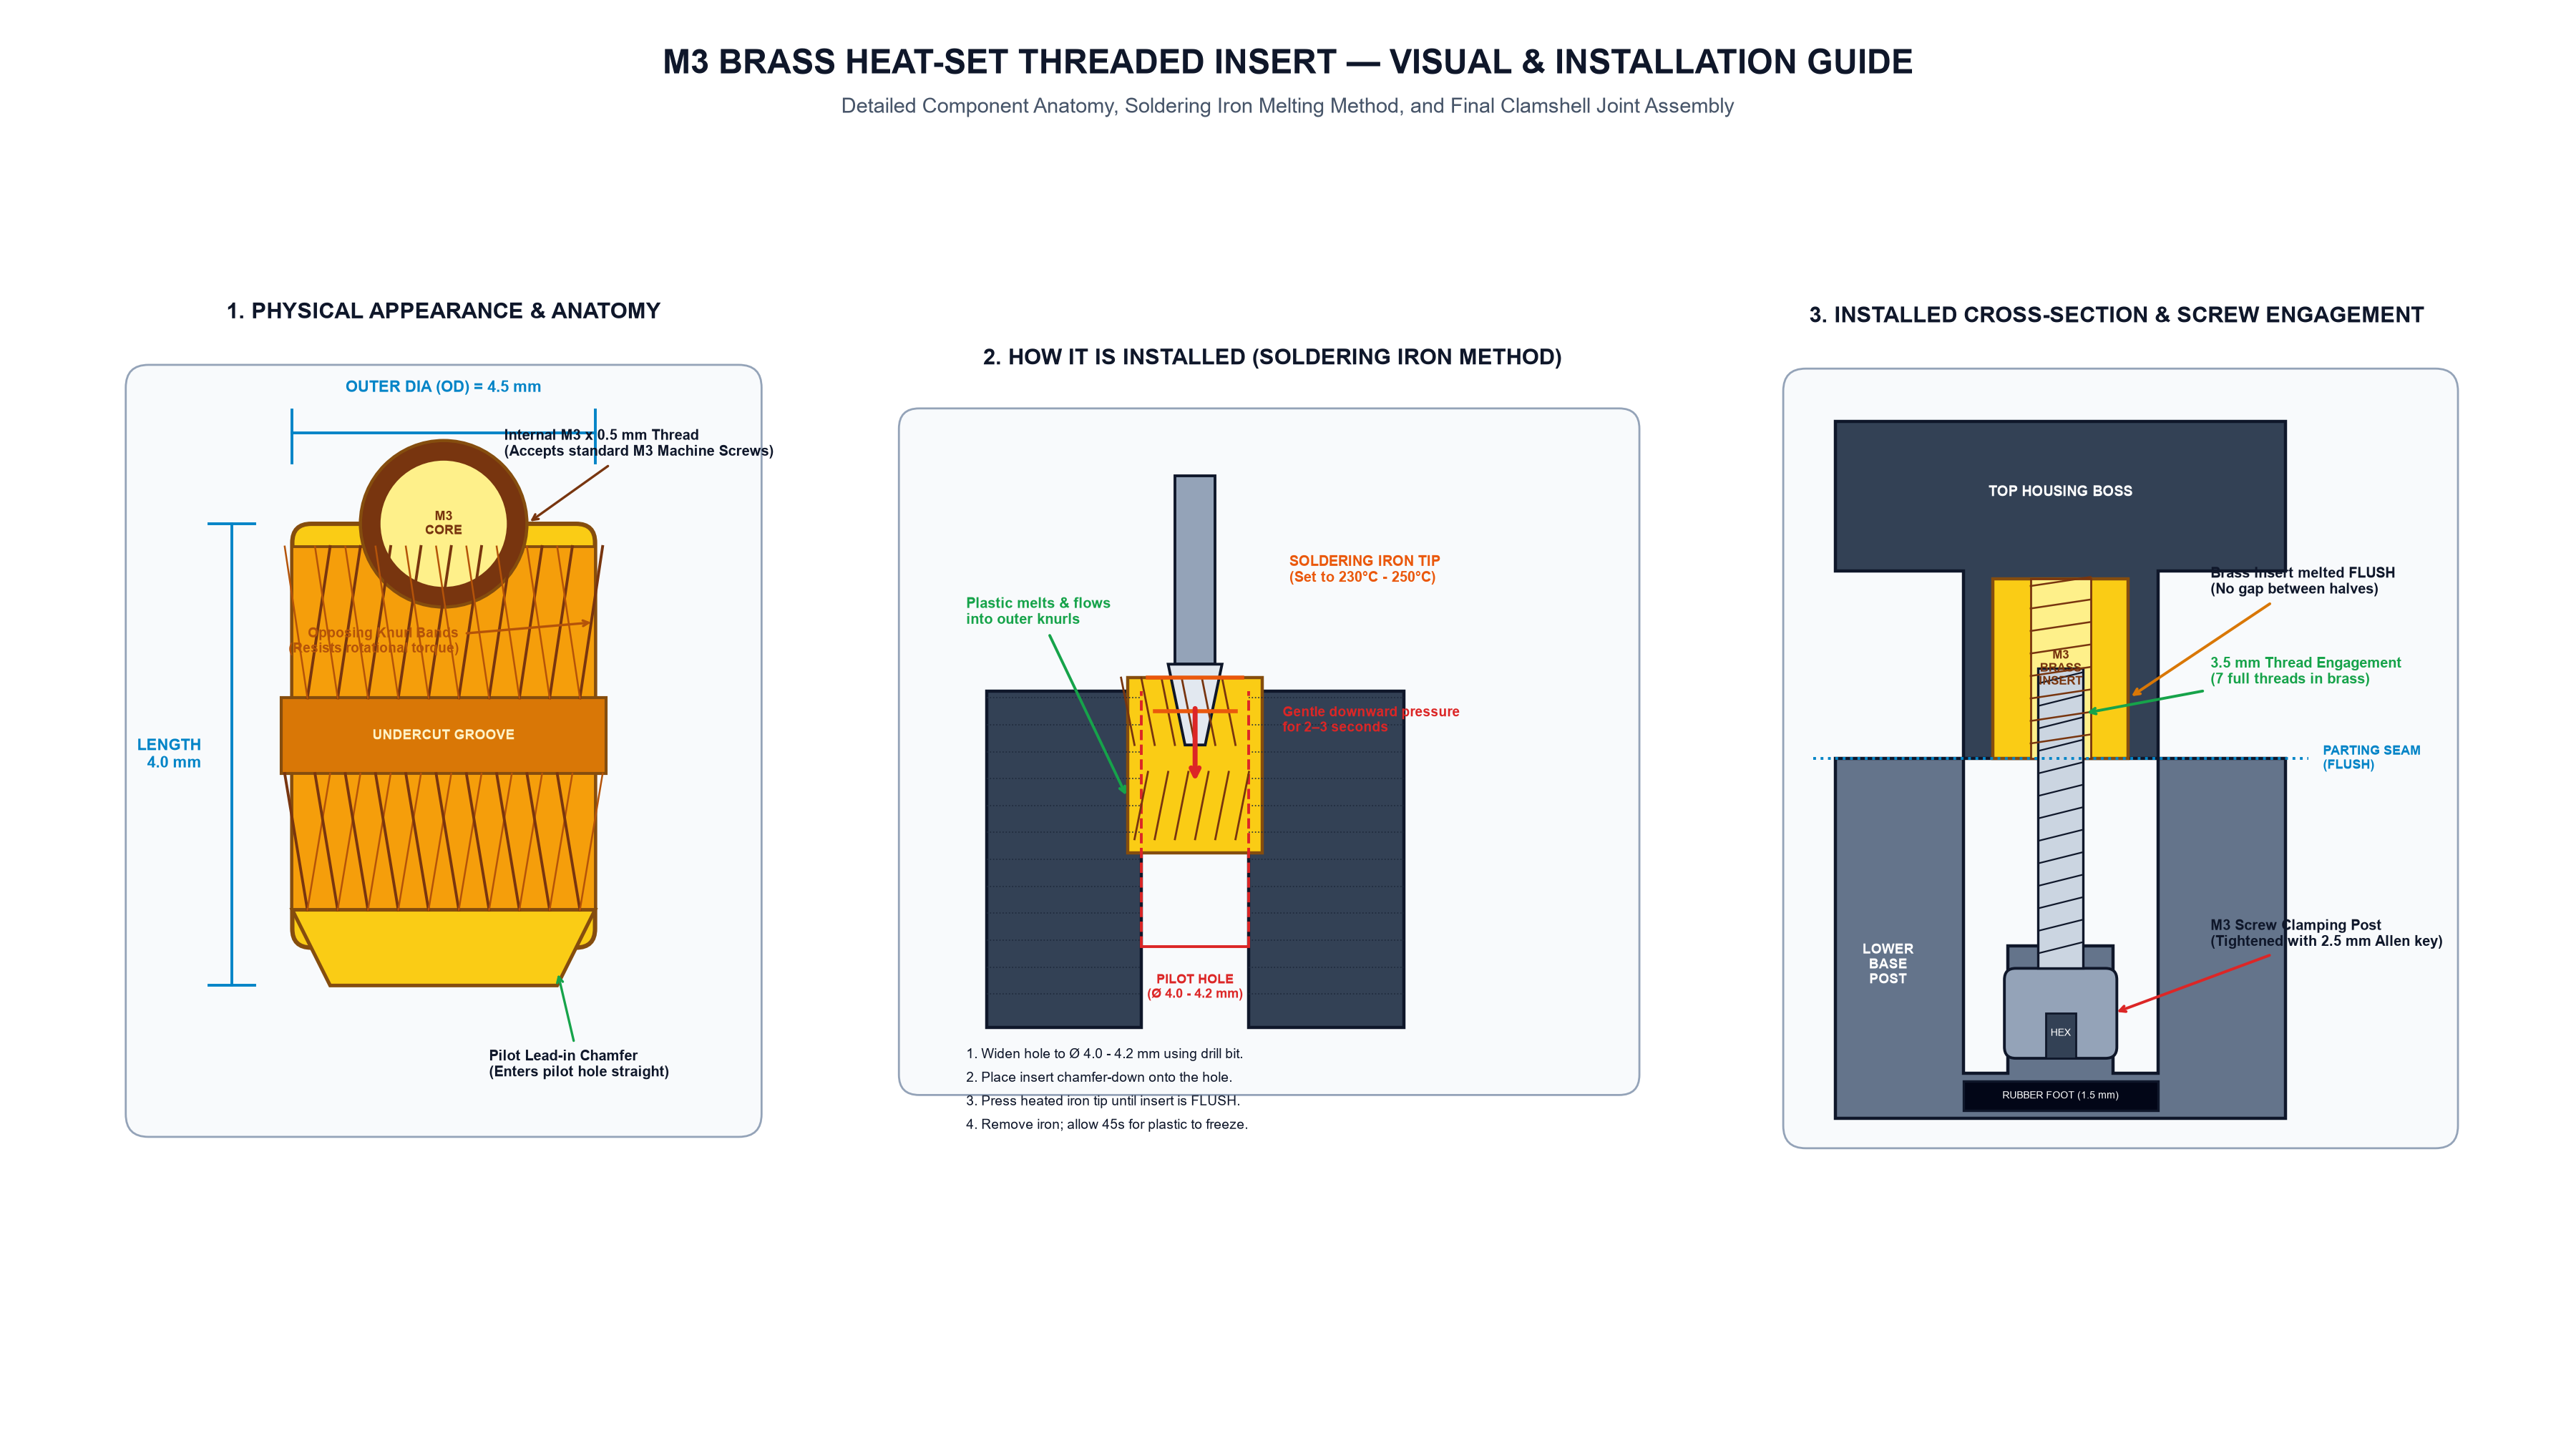 M3 BRASS HEAT-SET THREADED INSERT — VISUAL & INSTALLATION GUIDE
Detailed Component Anatomy, Soldering Iron Melting Method, and Final Clamshell Joint Assembly
1. PHYSICAL APPEARANCE & ANATOMY
OUTER DIA (OD) = 4.5 mm
Internal M3 x 0.5 mm Thread
(Accepts standard M3 Machine Screws)
M3
CORE
Opposing Knurl Bands
(Resists rotational torque)
UNDERCUT GROOVE
LENGTH
4.0 mm
Pilot Lead-in Chamfer
(Enters pilot hole straight)
2. HOW IT IS INSTALLED (SOLDERING IRON METHOD)
SOLDERING IRON TIP
(Set to 230°C - 250°C)
Plastic melts & flows
into outer knurls
Gentle downward pressure
for 2–3 seconds
PILOT HOLE
(Ø 4.0 - 4.2 mm)
1. Widen hole to Ø 4.0 - 4.2 mm using drill bit.
2. Place insert chamfer-down onto the hole.
3. Press heated iron tip until insert is FLUSH.
4. Remove iron; allow 45s for plastic to freeze.
3. INSTALLED CROSS-SECTION & SCREW ENGAGEMENT
TOP HOUSING BOSS
Brass Insert melted FLUSH
(No gap between halves)
M3
BRASS
INSERT
3.5 mm Thread Engagement
(7 full threads in brass)
PARTING SEAM
(FLUSH)
M3 Screw Clamping Post
(Tightened with 2.5 mm Allen key)
LOWER
BASE
POST
HEX
RUBBER FOOT (1.5 mm)